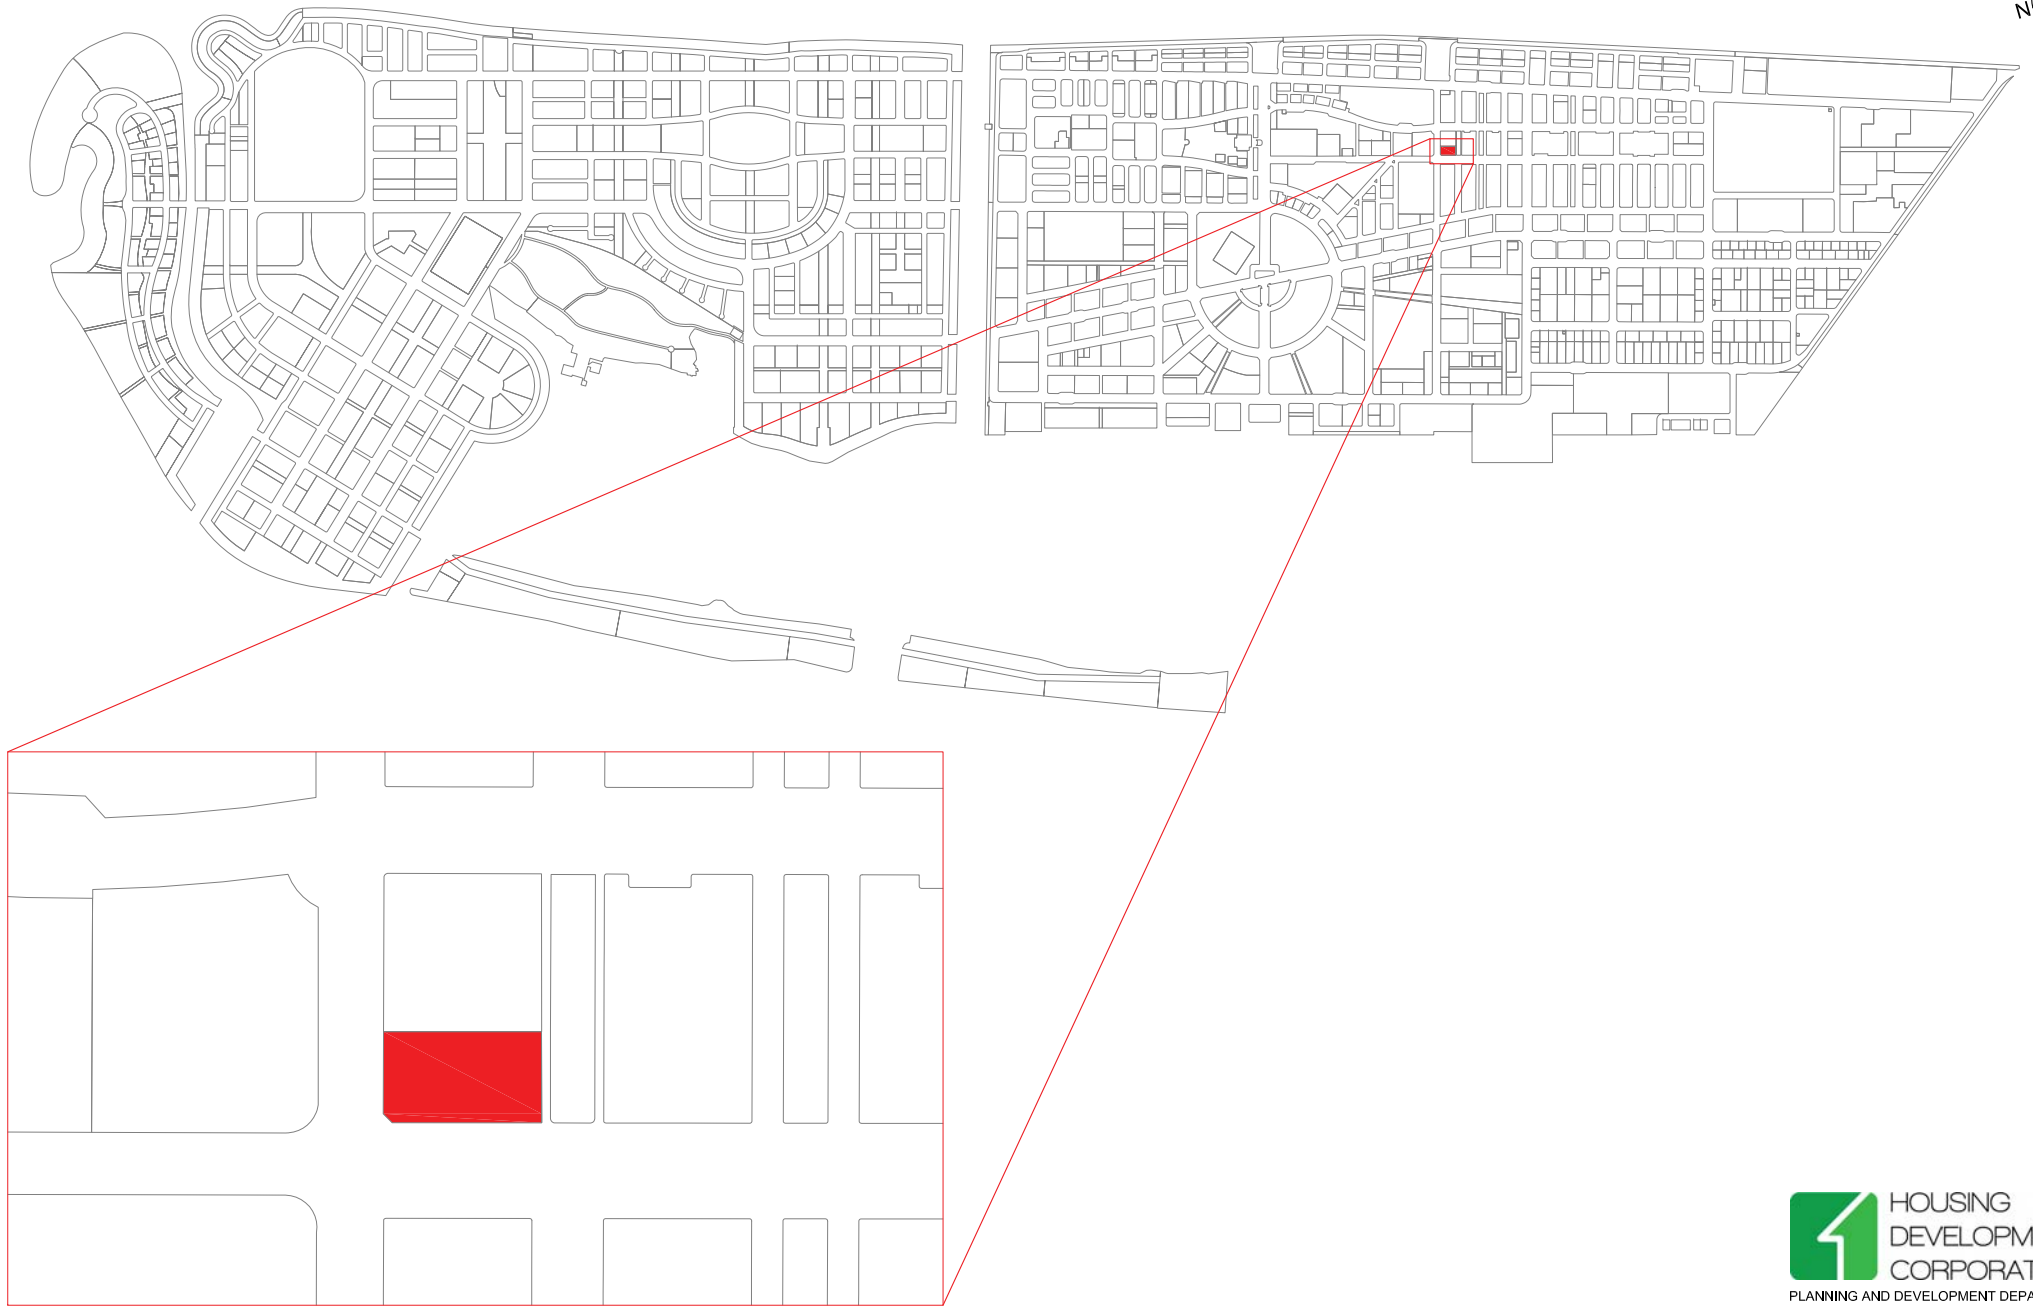 HOUSING
DEVELOPM
CORPORAT
PLANNING AND DEVELOPMENT DEPA